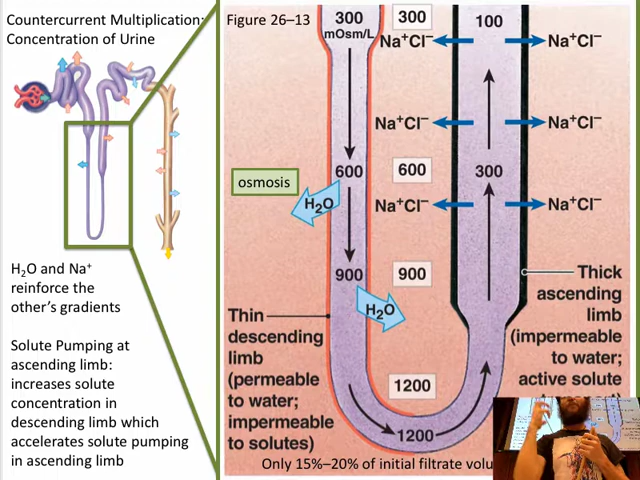 Countercurrent Multiplication:
Concentration of Urine
H₂O and Na⁺
reinforce the
other's gradients
Solute Pumping at
ascending limb:
increases solute
concentration in
descending limb which
accelerates solute pumping
in ascending limb
Figure 26–13
300
mOsm/L
300
100
Na⁺Cl⁻
Na⁺Cl⁻
Na⁺Cl⁻
Na⁺Cl⁻
osmosis
600
600
300
H₂O
Na⁺Cl⁻
Na⁺Cl⁻
900
900
H₂O
Thin
descending
limb
(permeable
to water;
impermeable
to solutes)
Thick
ascending
limb
(impermeable
to water;
active solute
1200
1200
Only 15%–20% of initial filtrate volu